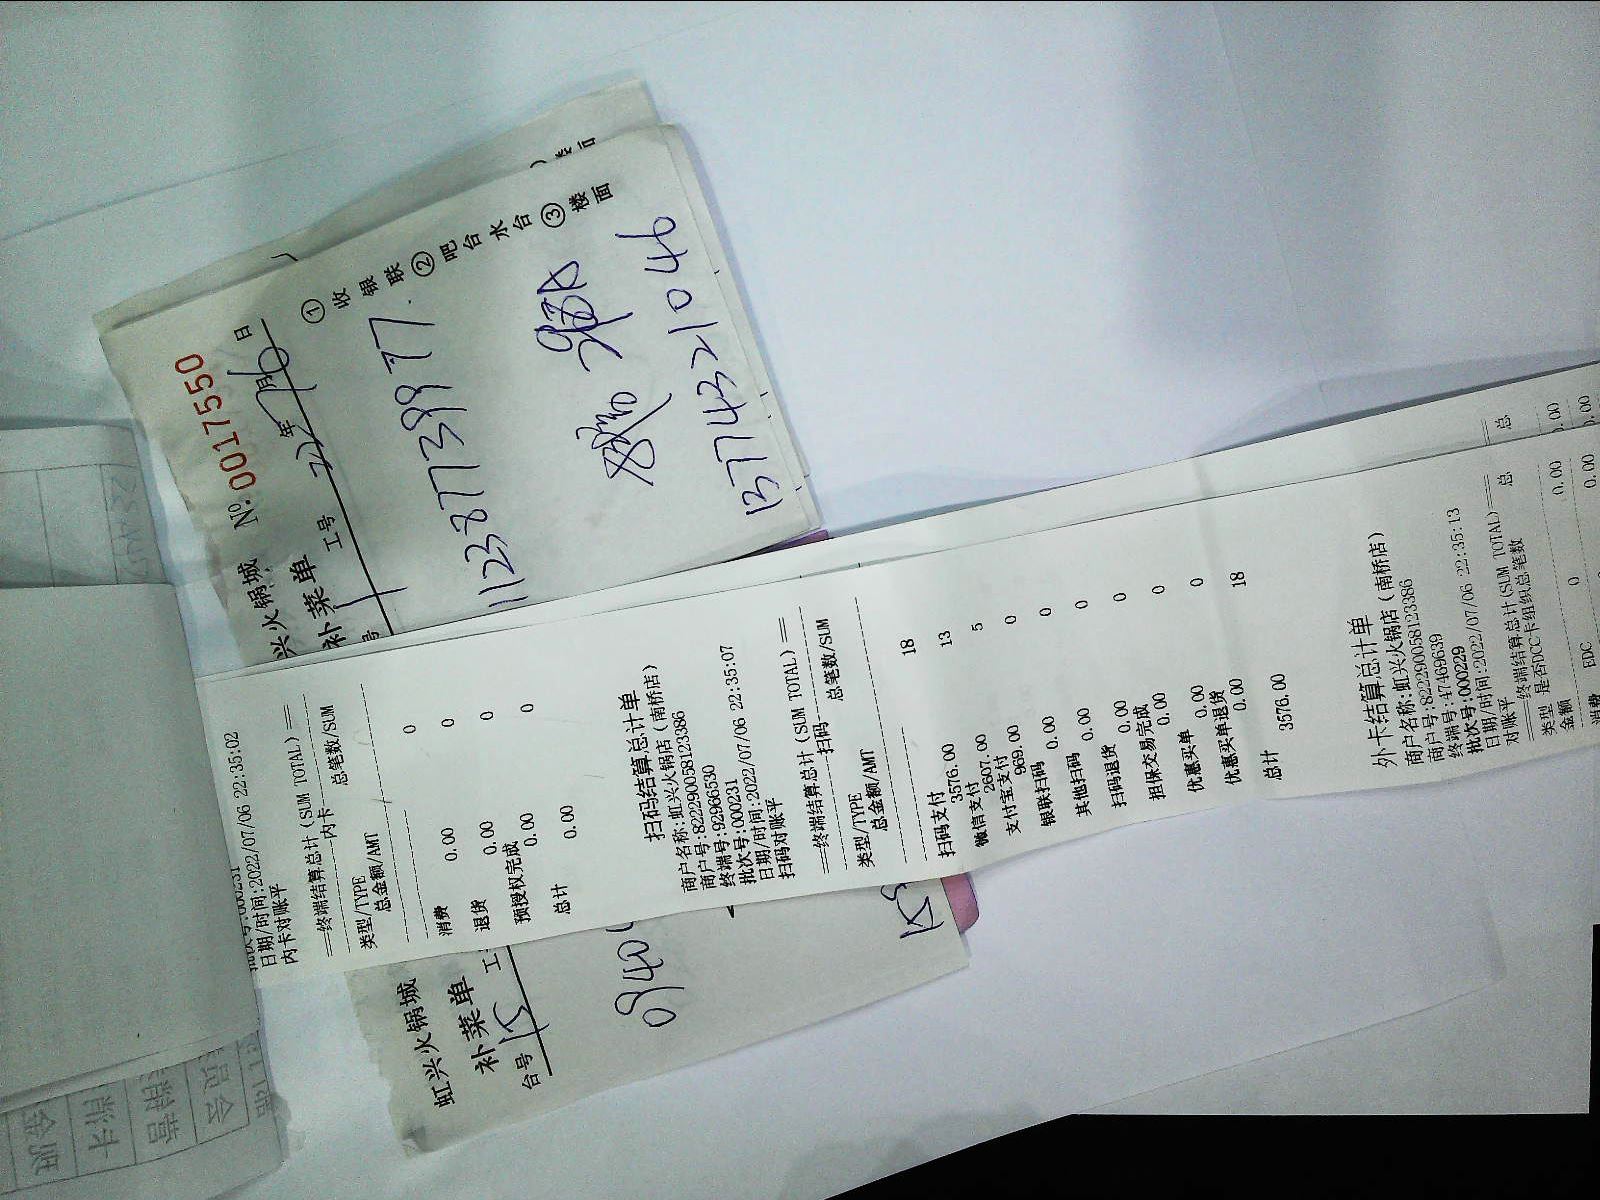 兴火锅城 №:0017550
补菜单
工号 22年7月6日
号
①收银联 ②吧台水台 ③楼面
13774321046
日期/时间:2022/07/06 22:35:02
内卡对账平
==终端结算总计(SUM TOTAL)==
内卡
类型/TYPE 总笔数/SUM
总金额/AMT
消费 0
0.00
退货 0
0.00
预授权完成 0
0.00
总计 0
0.00
扫码结算总计单
商户名称:虹兴火锅店(南桥店)
商户号:822290058123386
终端号:92966530
批次号:000231
日期/时间:2022/07/06 22:35:07
扫码对账平
==终端结算总计(SUM TOTAL)==
扫码
类型/TYPE 总笔数/SUM
总金额/AMT
扫码支付 18
3576.00
微信支付 13
2607.00
支付宝支付 5
969.00
银联扫码 0
0.00
其他扫码 0
0.00
扫码退货 0
0.00
担保交易完成 0
0.00
优惠买单 0
0.00
优惠买单退货 0
0.00
总计 18
3576.00
外卡结算总计单
商户名称:虹兴火锅店(南桥店)
商户号:822290058123386
终端号:47469639
批次号:000229
日期/时间:2022/07/06 22:35:13
对账平
==终端结算总计(SUM TOTAL)==
类型 是否EDCC卡组织总笔数 总
金额
0 0.00
消费 EDC 0.00
虹兴火锅城
补菜单
台号 15 工